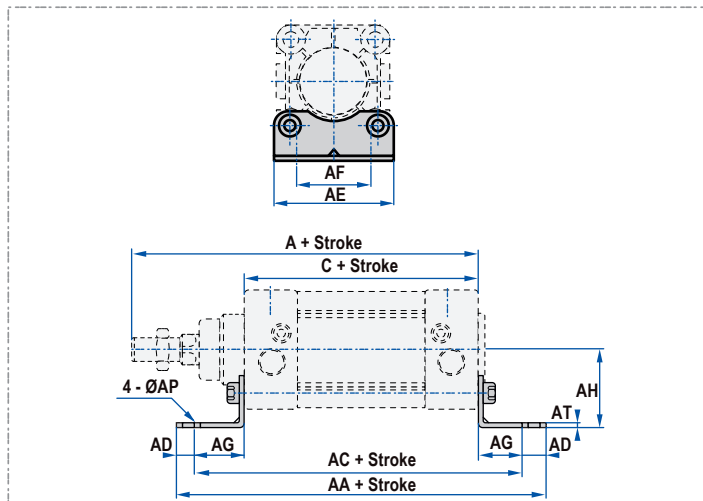 AF
AE
A + Stroke
C + Stroke
4 - ØAP
AH
AT
AD
AG
AG
AD
AC + Stroke
AA + Stroke